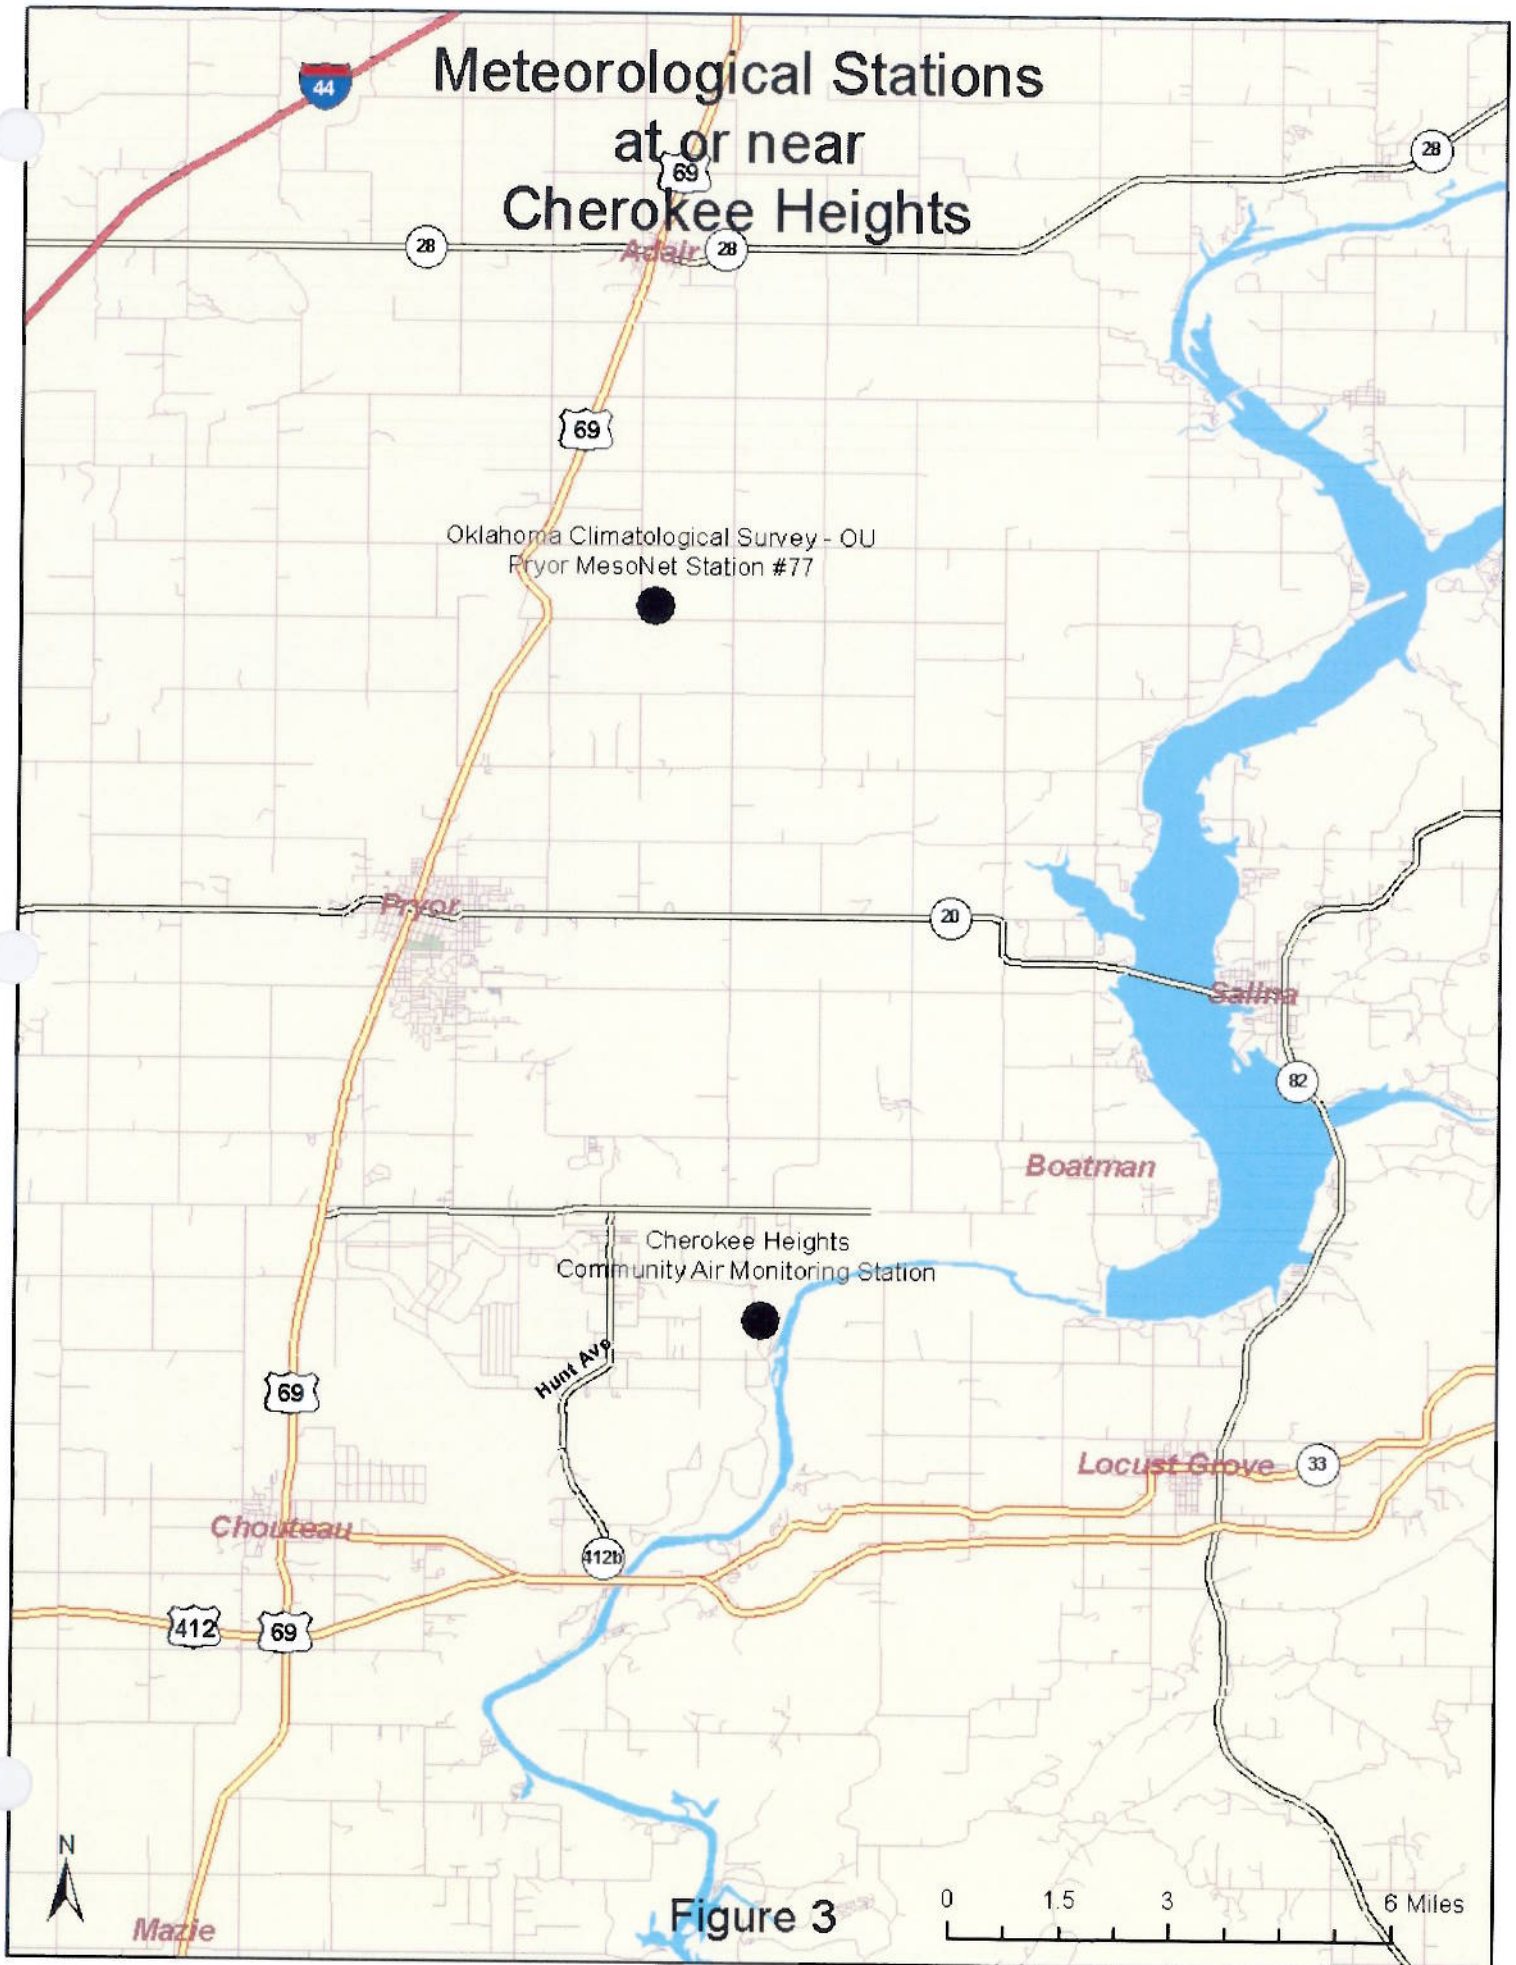 Meteorological Stations
at or near
Cherokee Heights
44
69
28
28
Adair
28
69
Oklahoma Climatological Survey - OU
Pryor MesoNet Station #77
Pryor
20
Salina
82
Boatman
Cherokee Heights
Community Air Monitoring Station
Hunt Ave
69
Locust Grove
33
Chouteau
412b
412
69
N
Mazie
Figure 3
0 1.5 3 6 Miles